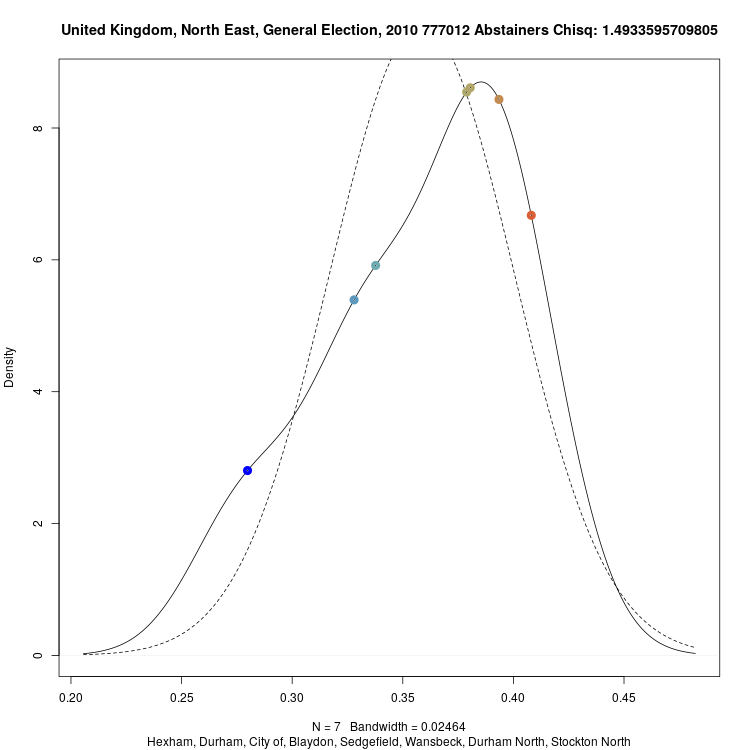 United Kingdom, North East, General Election, 2010 777012 Abstainers Chisq: 1.4933595709805
Density
8
6
4
2
0
0.20 0.25 0.30 0.35 0.40 0.45
N = 7 Bandwidth = 0.02464
Hexham, Durham, City of, Blaydon, Sedgefield, Wansbeck, Durham North, Stockton North